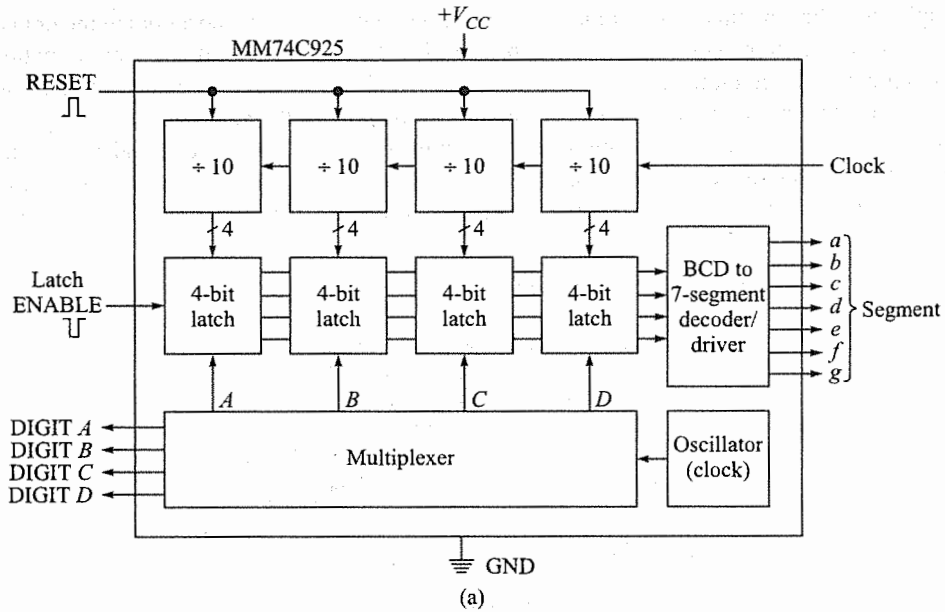 +VCC
MM74C925
RESET
÷ 10
÷ 10
÷ 10
÷ 10
Clock
4
4
4
4
Latch
ENABLE
4-bit
latch
4-bit
latch
4-bit
latch
4-bit
latch
BCD to
7-segment
decoder/
driver
a
b
c
d
e
f
g
Segment
A
B
C
D
DIGIT A
DIGIT B
DIGIT C
DIGIT D
Multiplexer
Oscillator
(clock)
GND
(a)